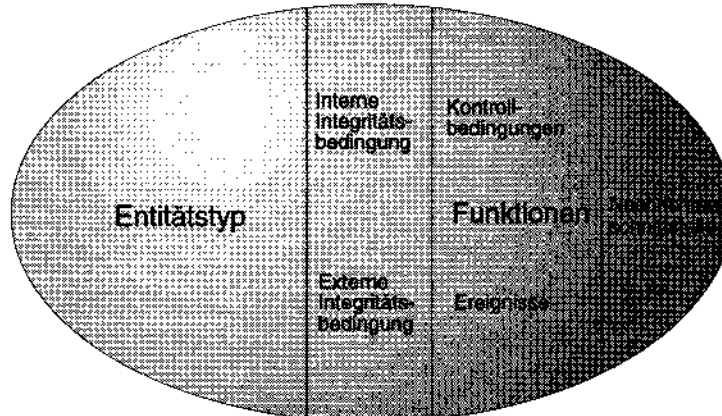 Interne
Integritäts-
bedingung
Kontroll-
bedingungen
Entitätstyp
Funktionen
Externe
Integritäts-
bedingung
Ereignisse